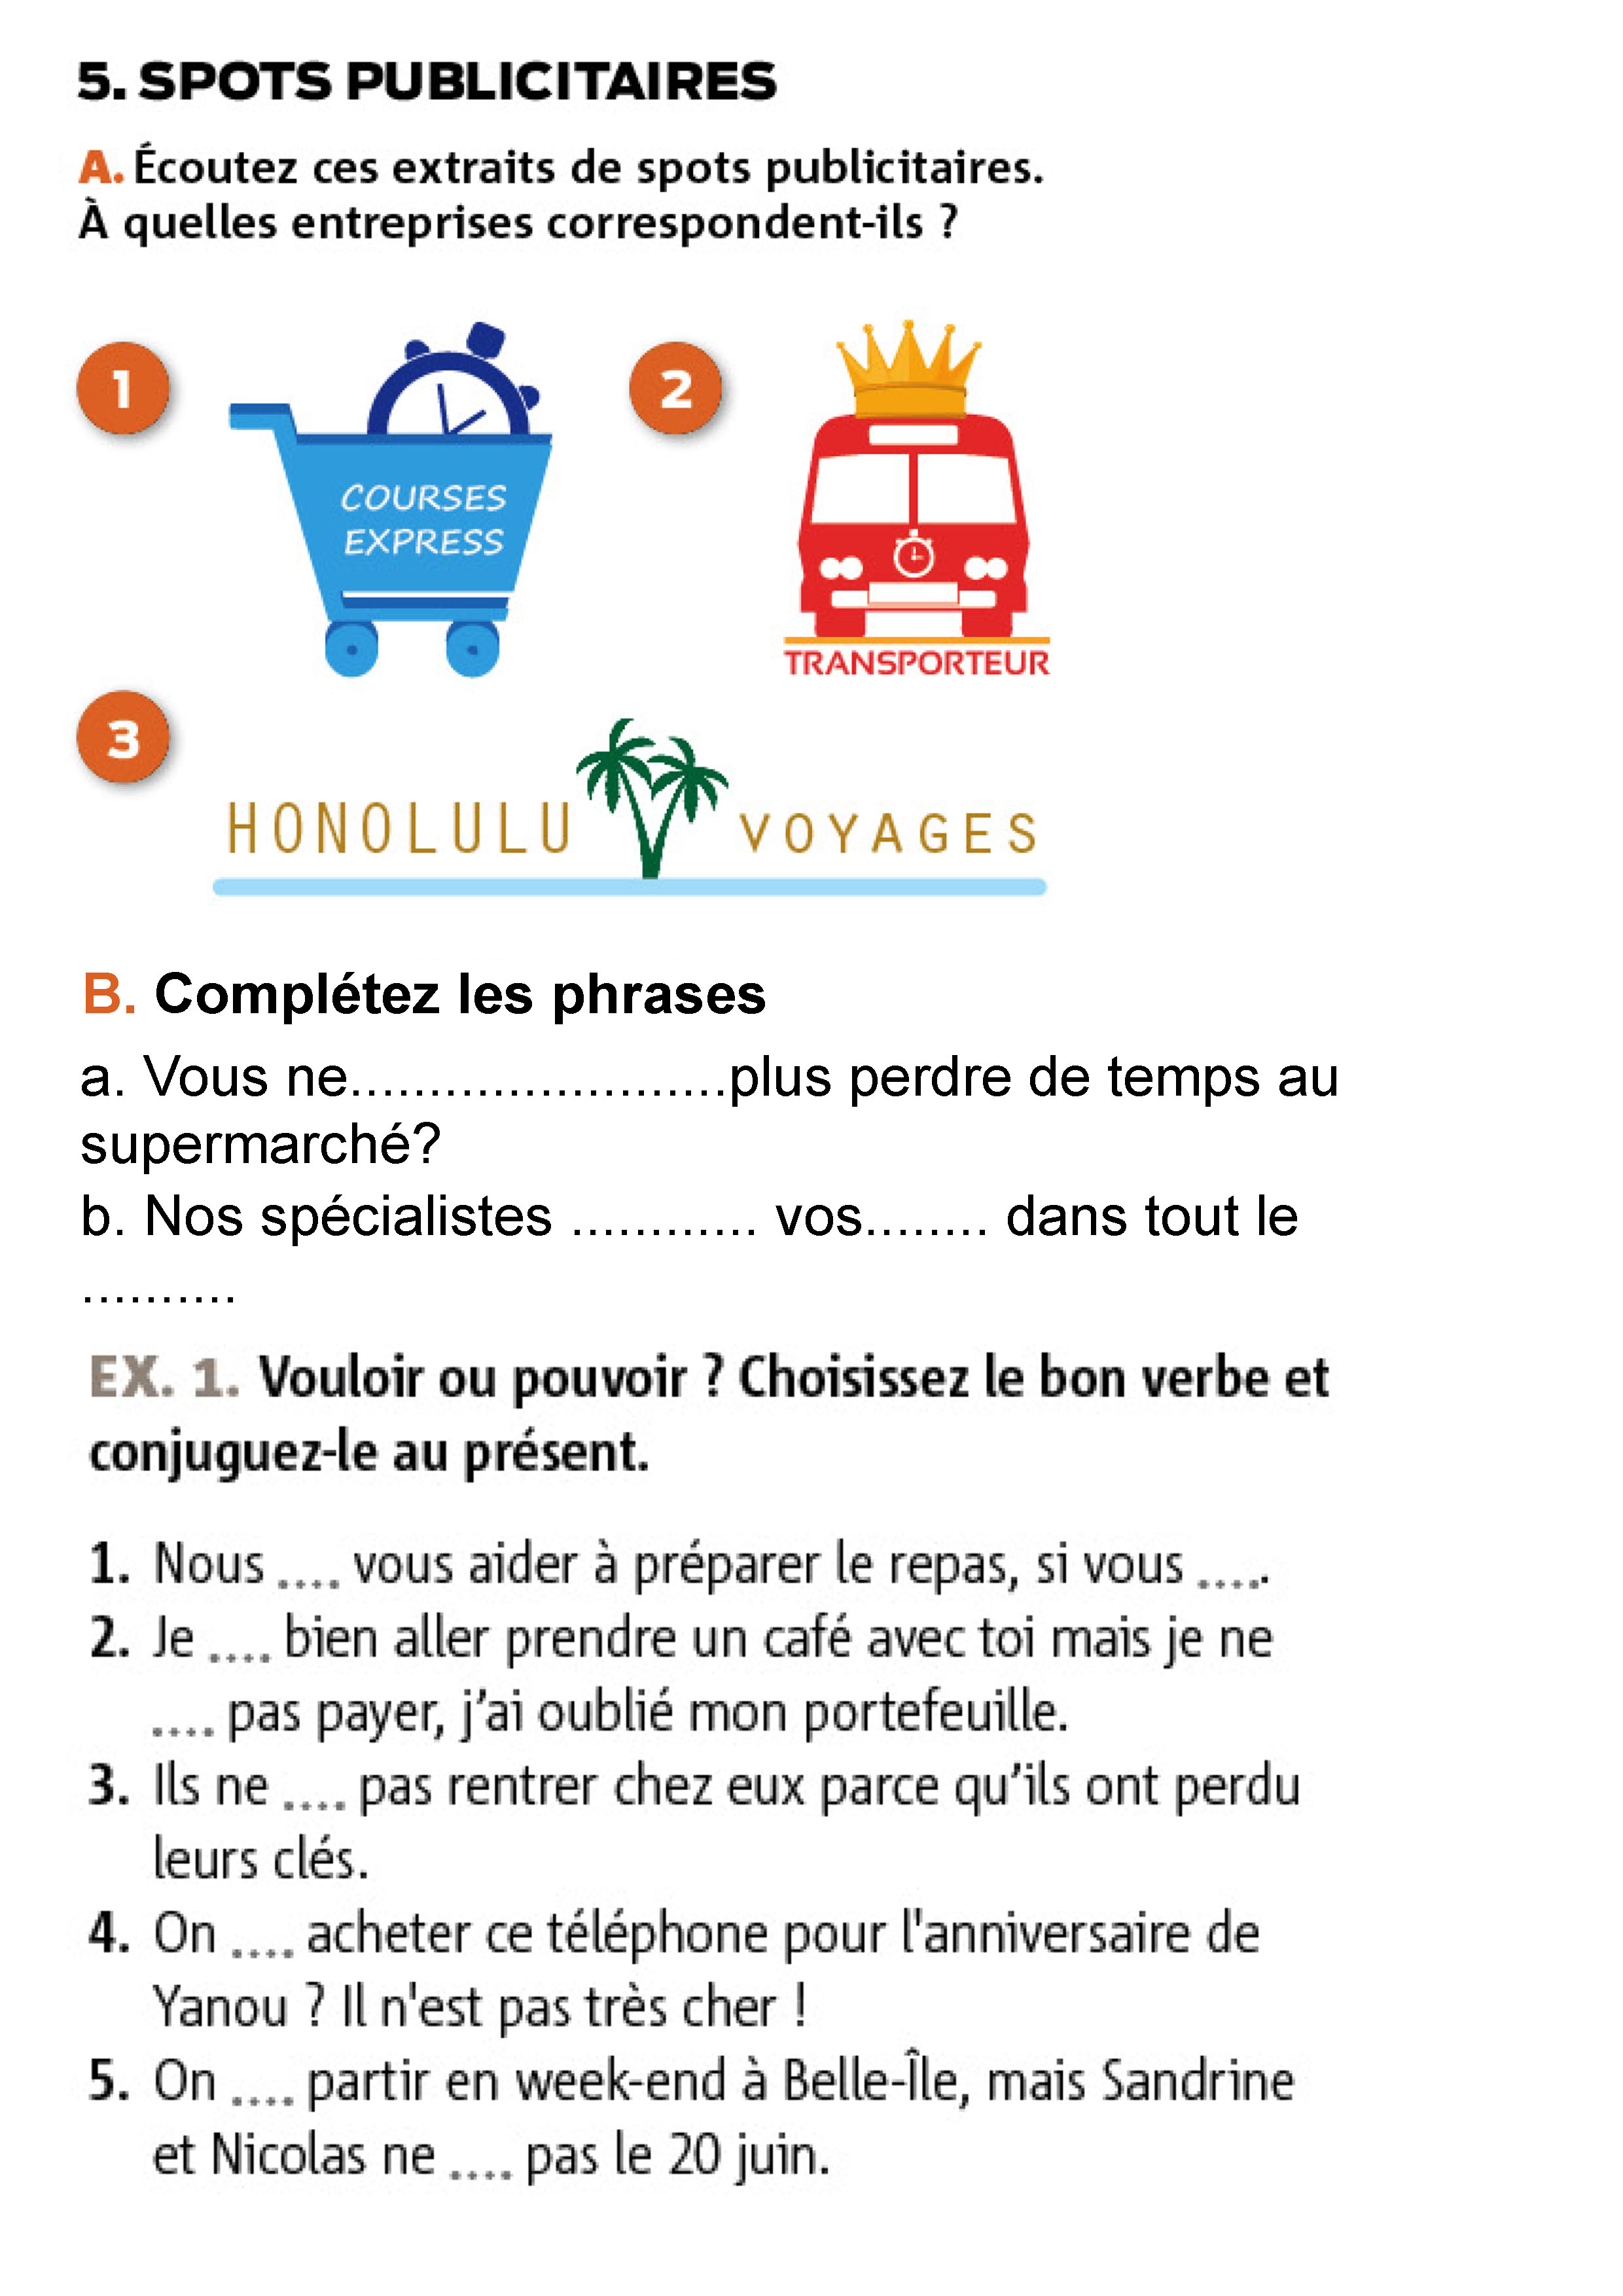 5. SPOTS PUBLICITAIRES
A. Écoutez ces extraits de spots publicitaires.
À quelles entreprises correspondent-ils ?
1
COURSES
EXPRESS
2
TRANSPORTEUR
3
HONOLULU VOYAGES
B. Complétez les phrases
a. Vous ne........................plus perdre de temps au
supermarché?
b. Nos spécialistes ............ vos........ dans tout le
..........
EX. 1. Vouloir ou pouvoir ? Choisissez le bon verbe et
conjuguez-le au présent.
1. Nous .... vous aider à préparer le repas, si vous .....
2. Je .... bien aller prendre un café avec toi mais je ne
.... pas payer, j'ai oublié mon portefeuille.
3. Ils ne .... pas rentrer chez eux parce qu'ils ont perdu
leurs clés.
4. On .... acheter ce téléphone pour l'anniversaire de
Yanou ? Il n'est pas très cher !
5. On .... partir en week-end à Belle-Île, mais Sandrine
et Nicolas ne .... pas le 20 juin.